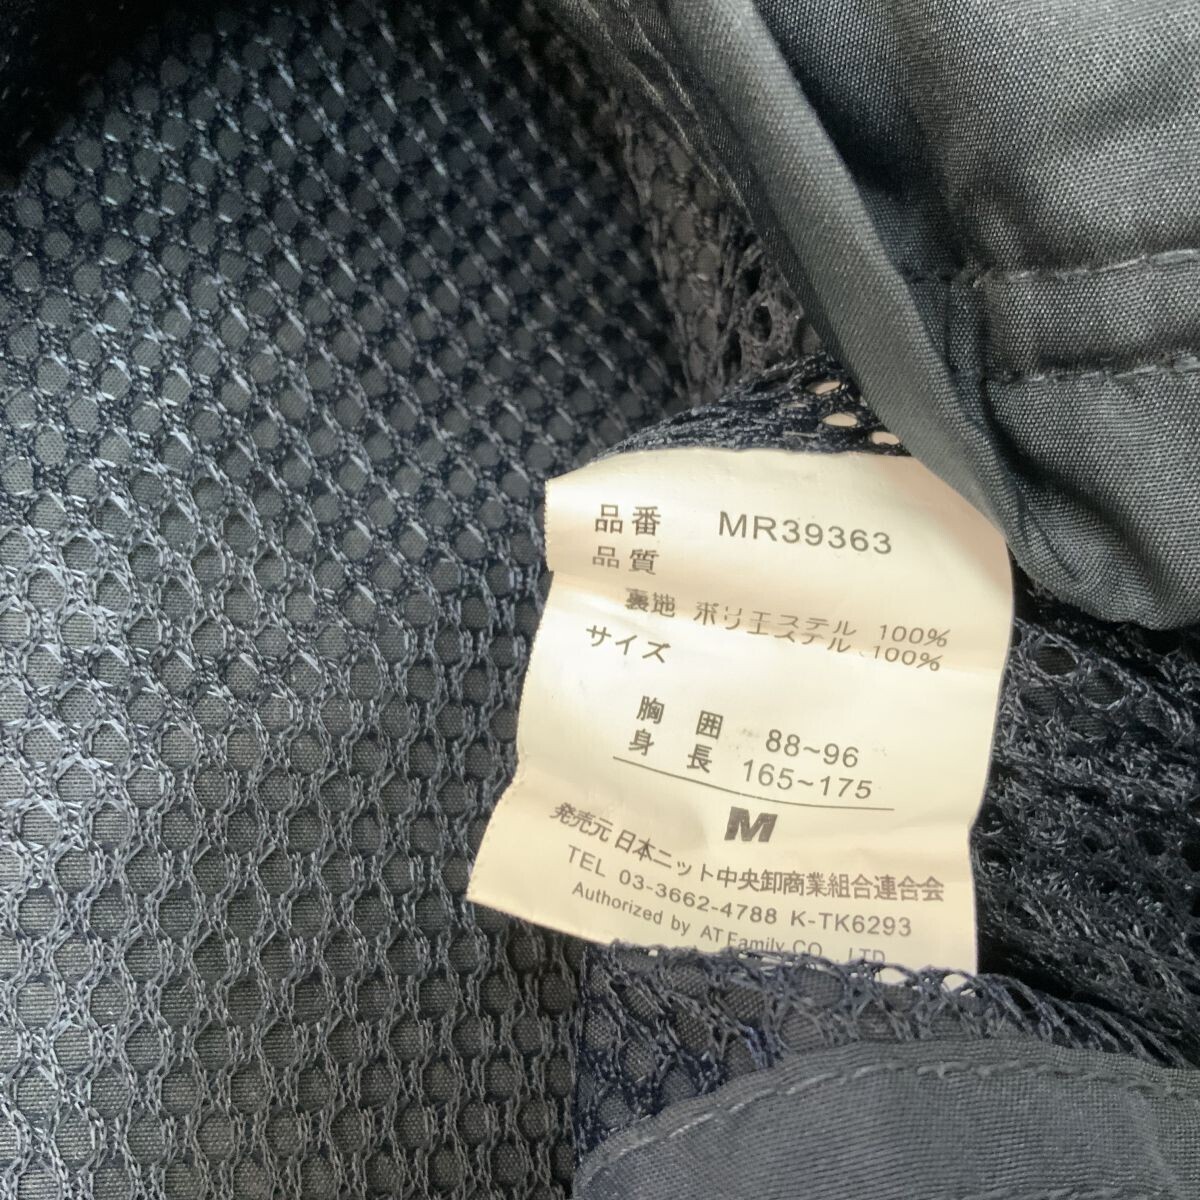 品番 MR39363
品質
ポリエステル 100%
裏地 ポリエステル 100%
サイズ
胸囲 88~96
身長 165~175
M
発売元 日本ニット中央卸商業組合連合会
TEL 03-3662-4788 K-TK6293
Authorized by AT Family CO., LTD